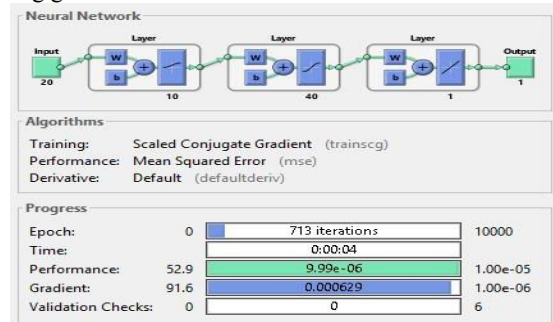 Neural Network
Layer Layer Layer
Input Output
W W W
+ + +
b b b
20 10 40 1 1
Algorithms
Training: Scaled Conjugate Gradient (trainscg)
Performance: Mean Squared Error (mse)
Derivative: Default (defaultderiv)
Progress
Epoch: 0 713 iterations 10000
Time: 0:00:04
Performance: 52.9 9.99e-06 1.00e-05
Gradient: 91.6 0.000629 1.00e-06
Validation Checks: 0 0 6